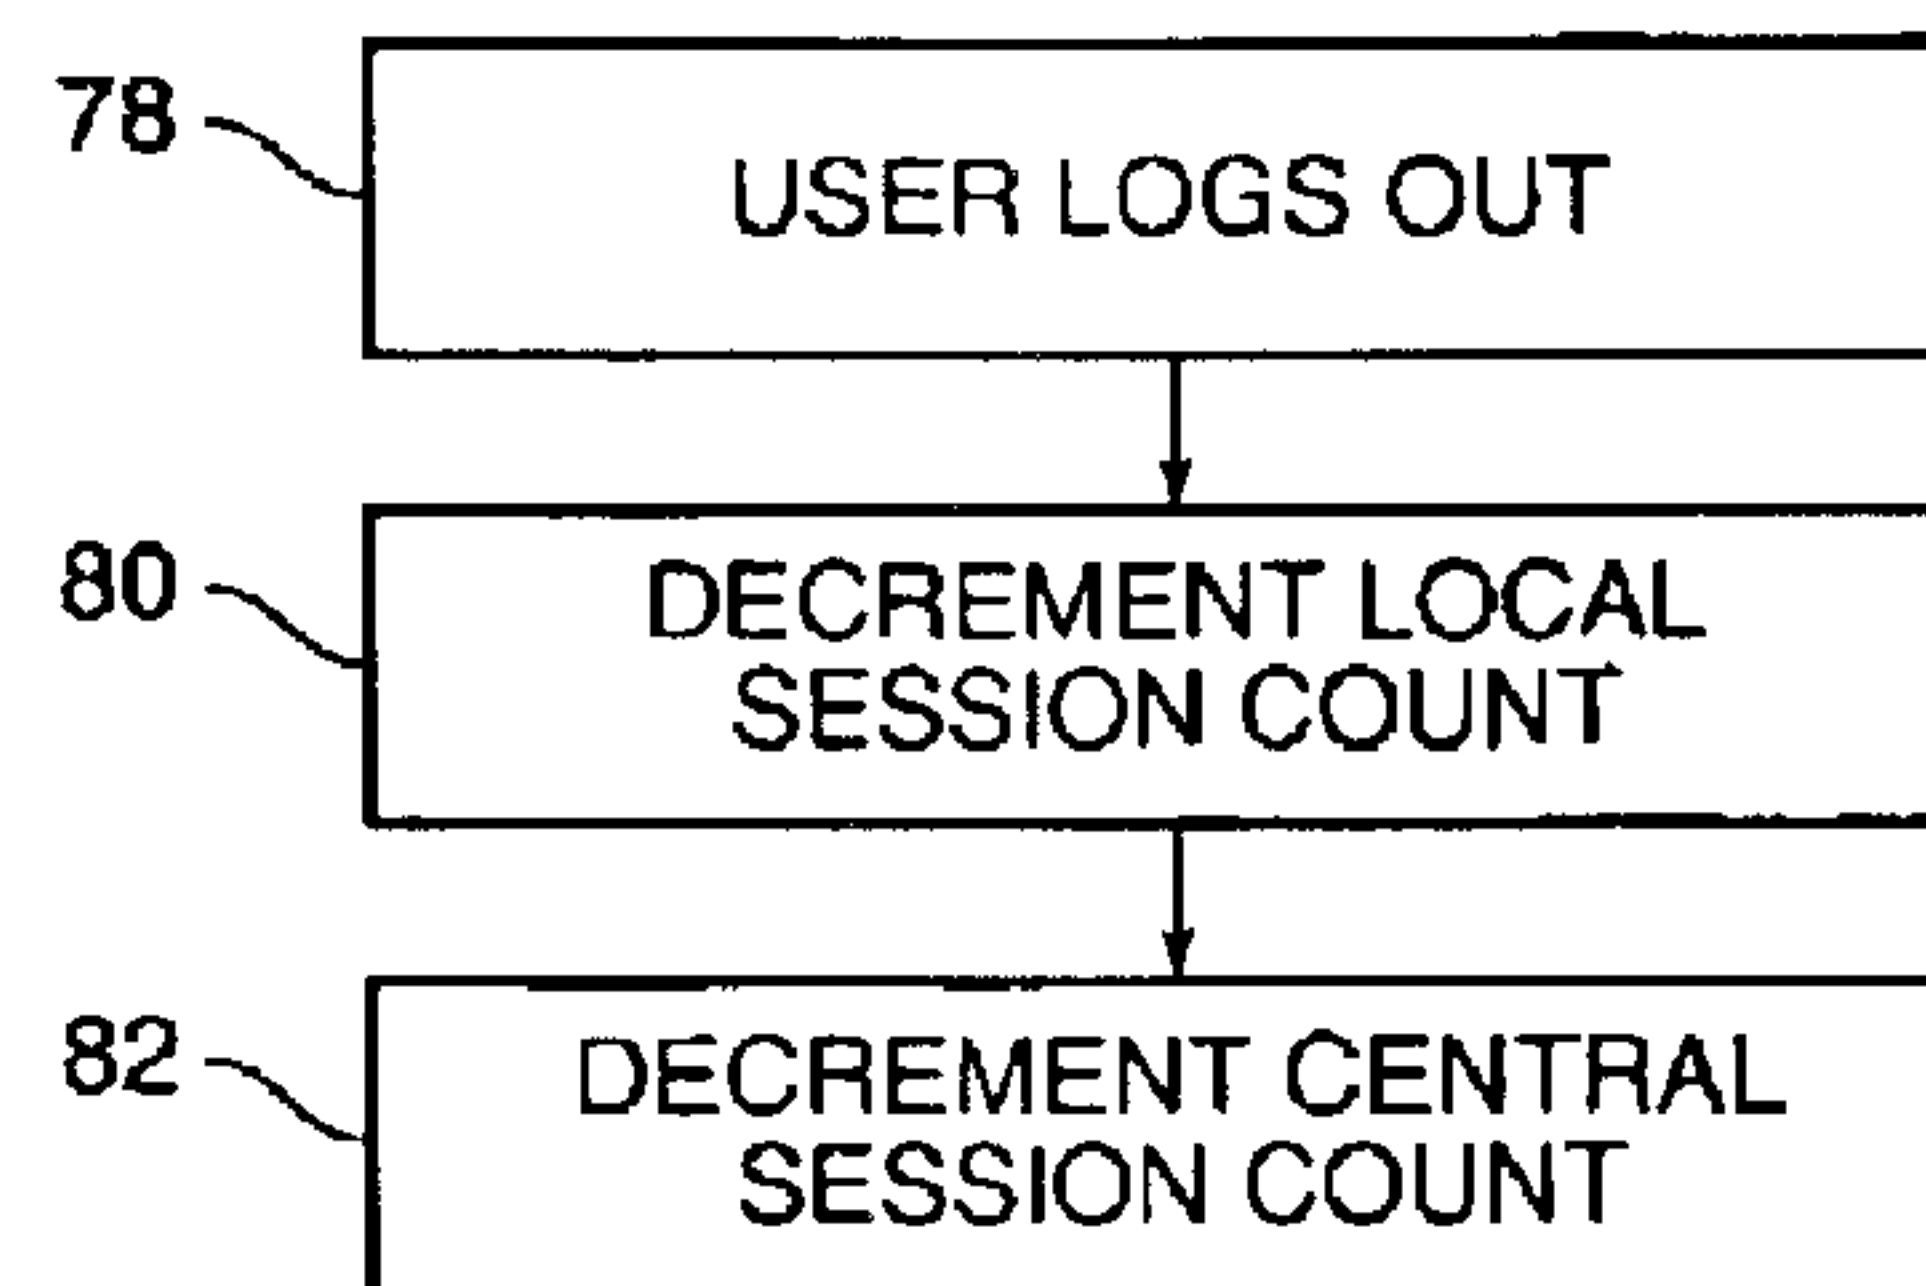 78
USER LOGS OUT
80
DECREMENT LOCAL
SESSION COUNT
82
DECREMENT CENTRAL
SESSION COUNT